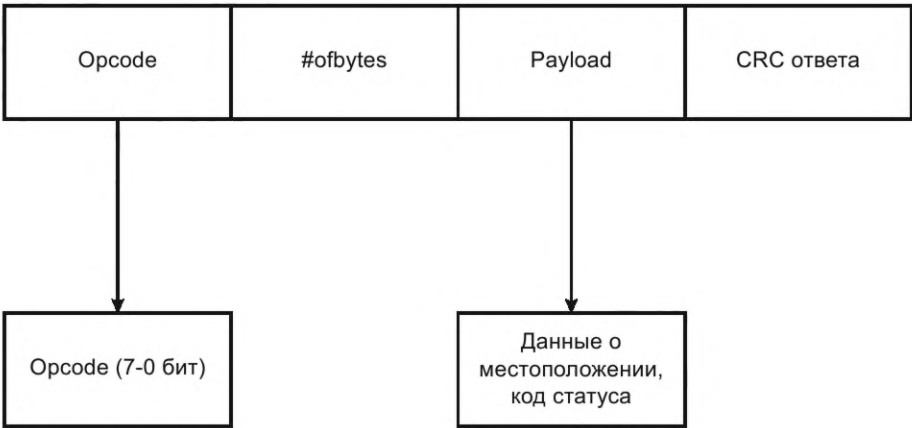 Opcode
#ofbytes
Payload
CRC ответа
Opcode (7-0 бит)
Данные о
местоположении,
код статуса